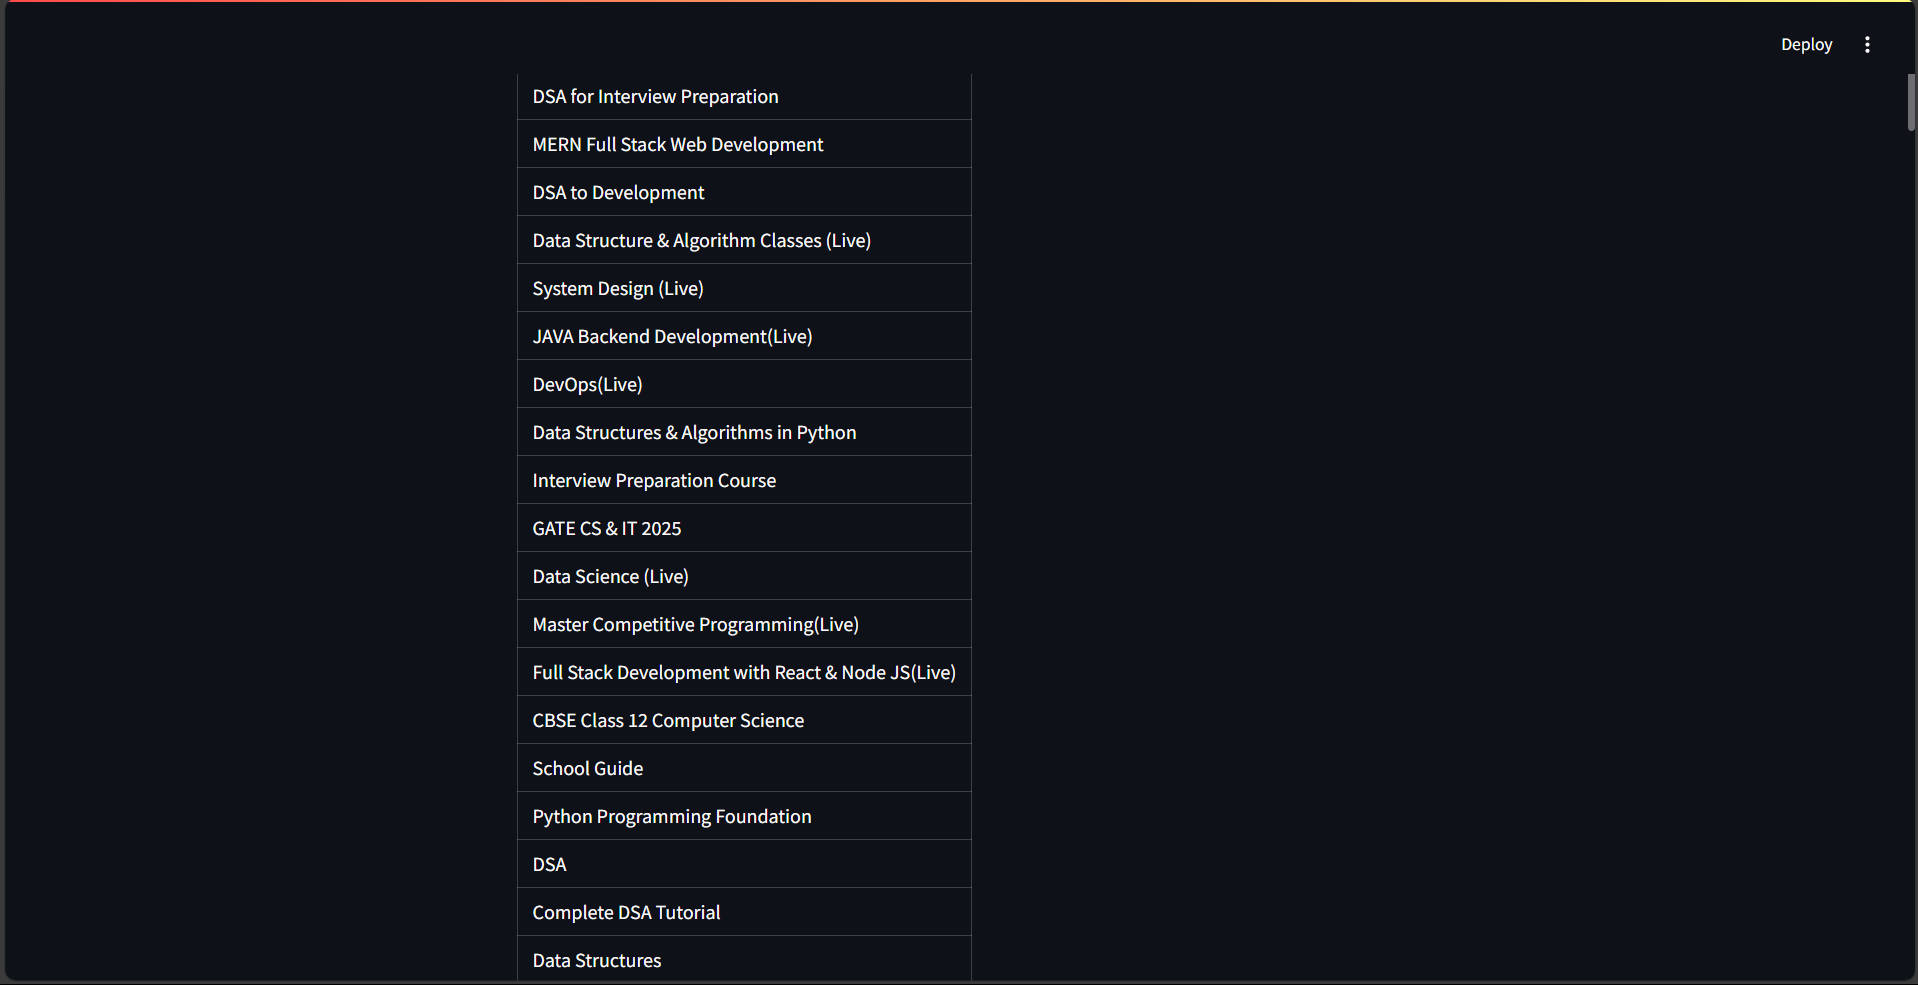 Deploy
DSA for Interview Preparation
MERN Full Stack Web Development
DSA to Development
Data Structure & Algorithm Classes (Live)
System Design (Live)
JAVA Backend Development(Live)
DevOps(Live)
Data Structures & Algorithms in Python
Interview Preparation Course
GATE CS & IT 2025
Data Science (Live)
Master Competitive Programming(Live)
Full Stack Development with React & Node JS(Live)
CBSE Class 12 Computer Science
School Guide
Python Programming Foundation
DSA
Complete DSA Tutorial
Data Structures